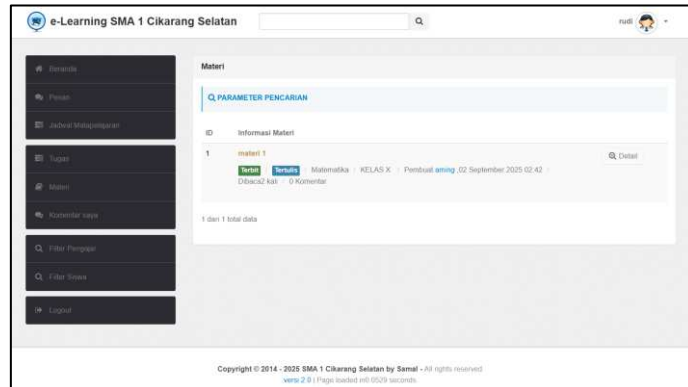 e-Learning SMA 1 Cikarang Selatan
rudi
Beranda
Pesan
Jadwal Matapelajaran
Tugas
Materi
Komentar saya
Filter Pengajar
Filter Siswa
Logout
Materi
PARAMETER PENCARIAN
ID Informasi Materi
1 materi 1
Detail
Terbit Tertulis Matematika / KELAS X / Pembuat aming ,02 September 2025 02:42 /
Dibaca2 kali / 0 Komentar
1 dari 1 total data
Copyright © 2014 - 2025 SMA 1 Cikarang Selatan by Samal - All rights reserved
versi 2.0 | Page loaded in0.0529 seconds.